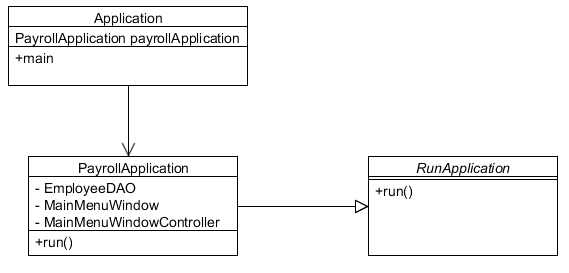 Application
PayrollApplication payrollApplication
+main
PayrollApplication
- EmployeeDAO
- MainMenuWindow
- MainMenuWindowController
+run()
RunApplication
+run()